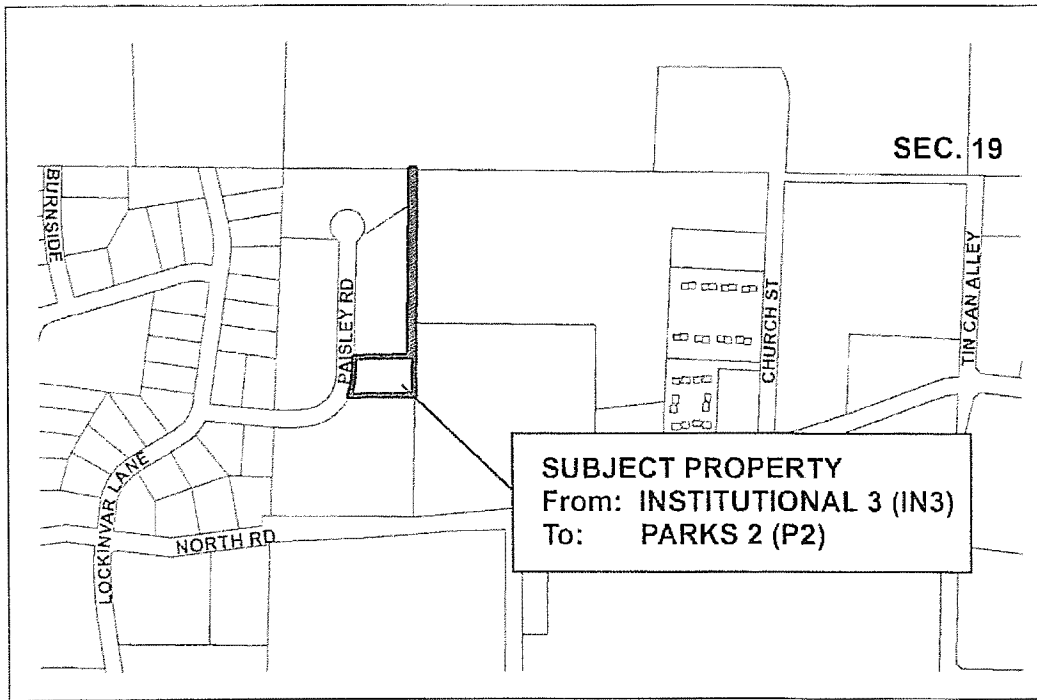 SEC. 19
BURNSIDE
PAISLEY RD
CHURCH ST
TIN CAN ALLEY
LOCKINVAR LANE
NORTH RD
SUBJECT PROPERTY
From: INSTITUTIONAL 3 (IN3)
To: PARKS 2 (P2)